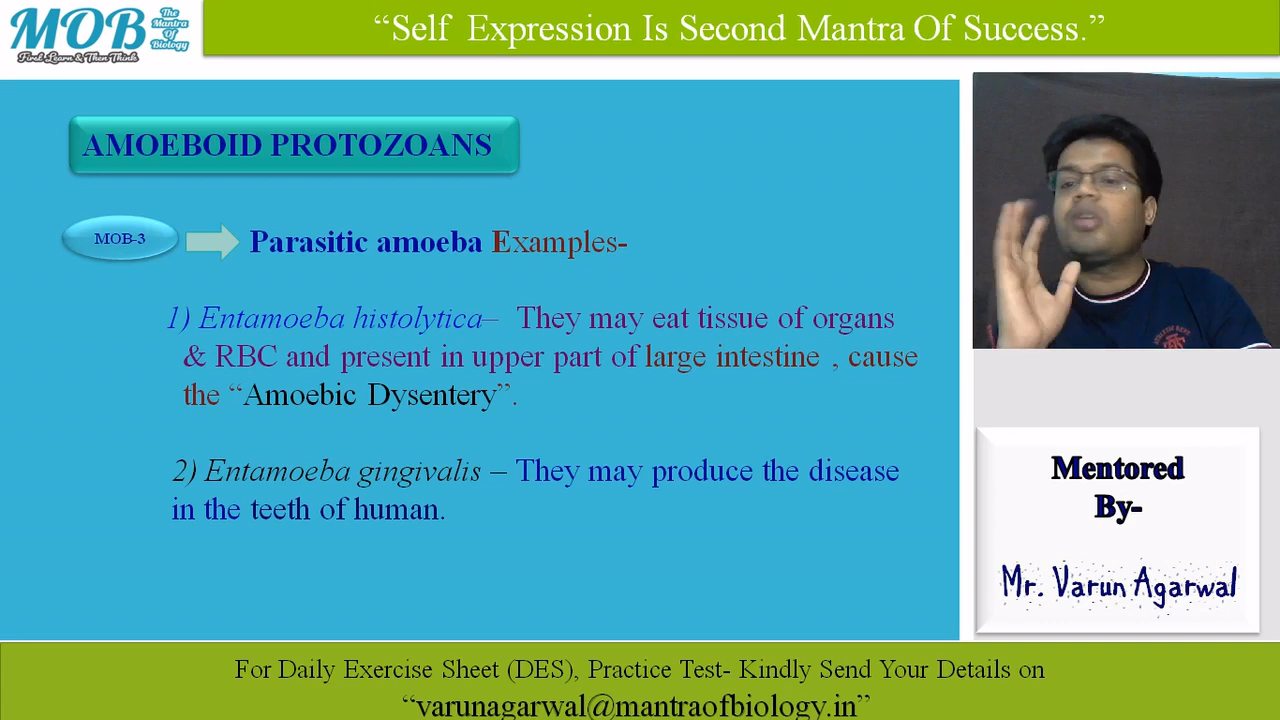 MOB
The
Mantra
Of
Biology
First Learn & Then Think
“Self Expression Is Second Mantra Of Success.”
AMOEBOID PROTOZOANS
MOB-3
Parasitic amoeba Examples-
1) Entamoeba histolytica– They may eat tissue of organs
& RBC and present in upper part of large intestine , cause
the “Amoebic Dysentery”.
2) Entamoeba gingivalis – They may produce the disease
in the teeth of human.
Mentored
By-
Mr. Varun Agarwal
For Daily Exercise Sheet (DES), Practice Test- Kindly Send Your Details on
“varunagarwal@mantraofbiology.in”